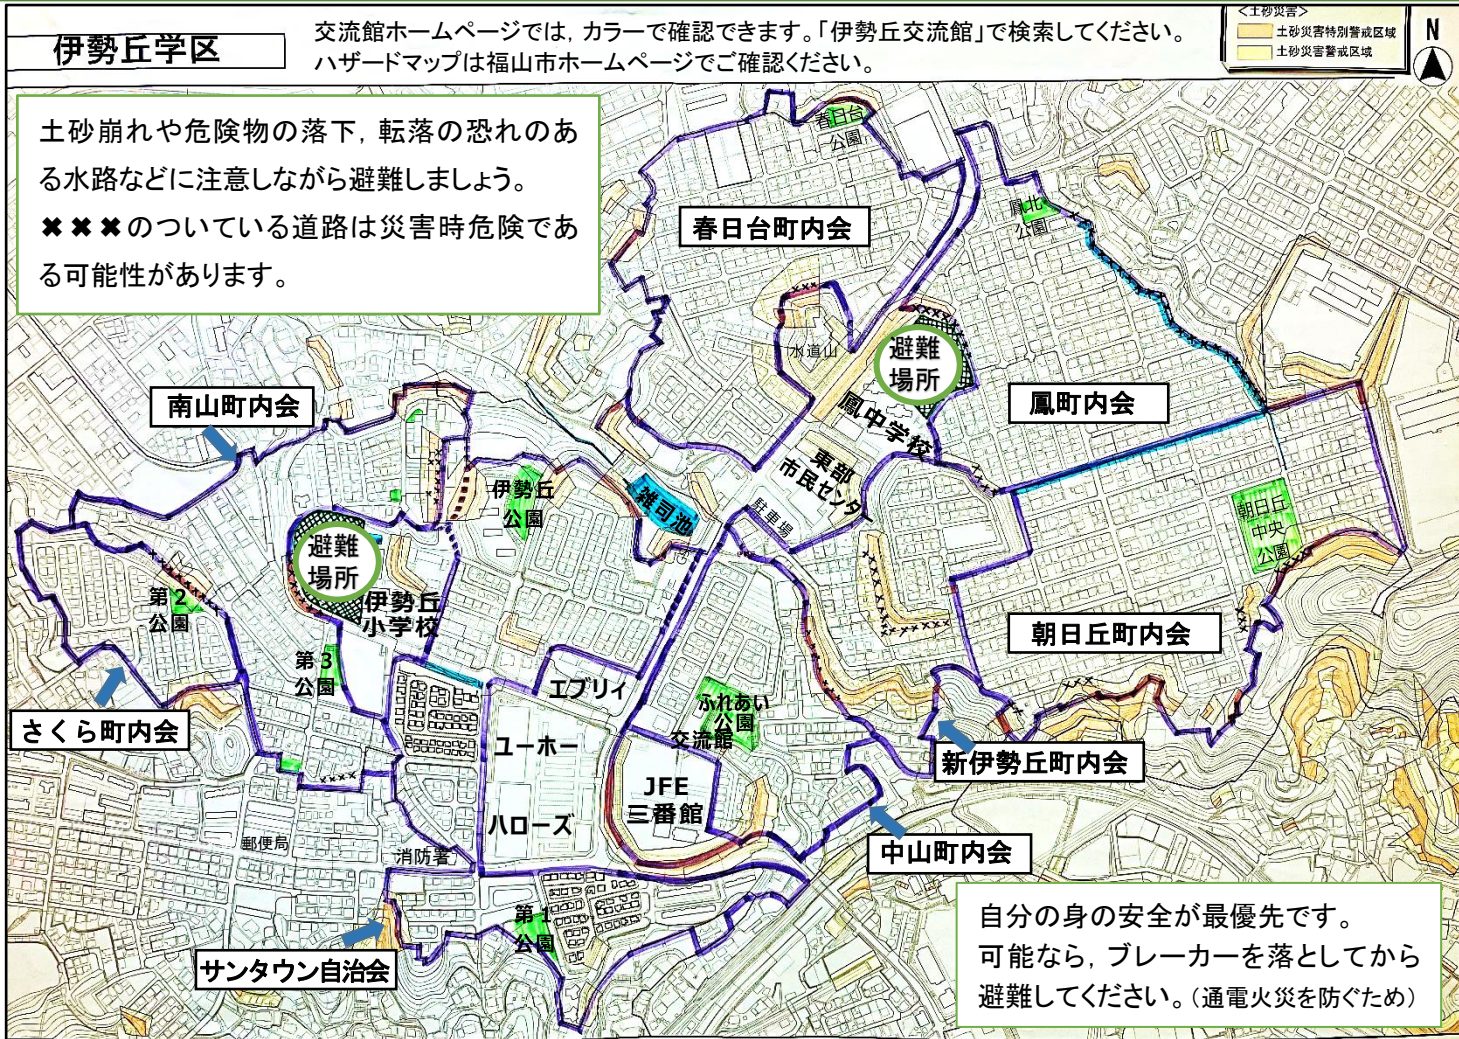 伊勢丘学区
交流館ホームページでは，カラーで確認できます。「伊勢丘交流館」で検索してください。
ハザードマップは福山市ホームページでご確認ください。
＜土砂災害＞
土砂災害特別警戒区域
土砂災害警戒区域
N
土砂崩れや危険物の落下，転落の恐れのあ
る水路などに注意しながら避難しましょう。
✖✖✖のついている道路は災害時危険であ
る可能性があります。
春日台
公園
鳳北
公園
春日台町内会
水道山
避難
場所
鳳中学校
鳳町内会
南山町内会
東部
市民センター
駐車場
伊勢丘
公園
雑司池
朝日丘
中央
公園
避難
場所
伊勢丘
小学校
第2
公園
第3
公園
朝日丘町内会
さくら町内会
エブリィ
ふれあい
公園
交流館
ユーホー
新伊勢丘町内会
JFE
三番館
ハローズ
郵便局
消防署
中山町内会
第1
公園
サンタウン自治会
自分の身の安全が最優先です。
可能なら，ブレーカーを落としてから
避難してください。（通電火災を防ぐため）